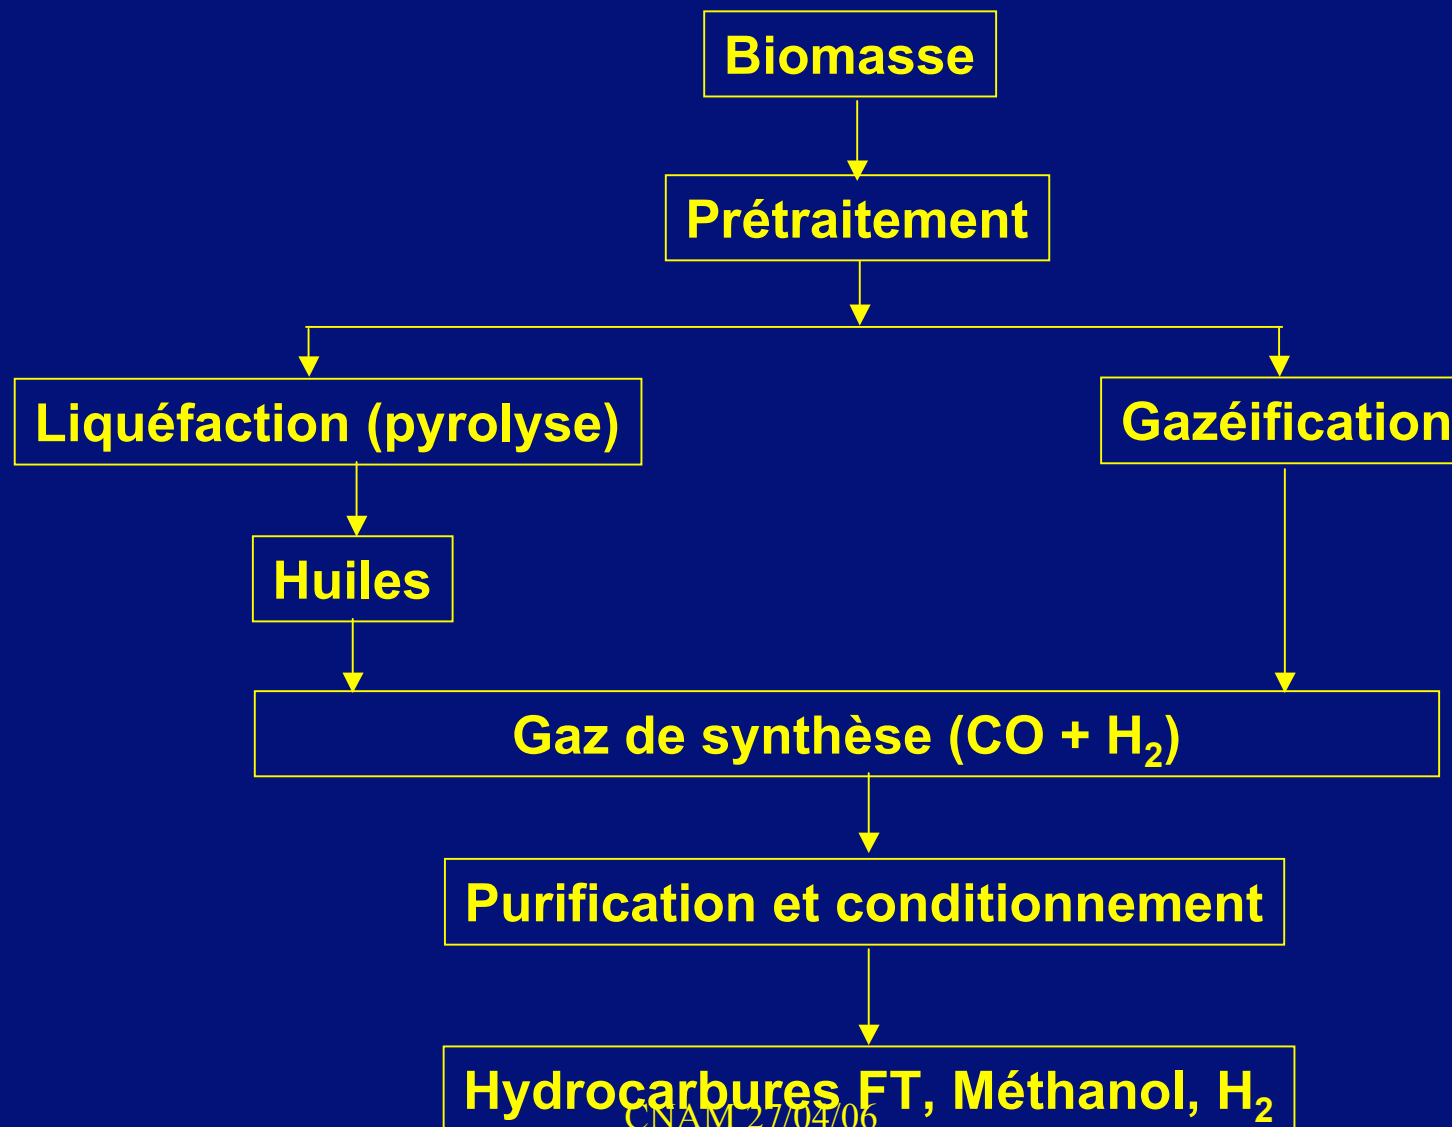 Biomasse
Prétraitement
Liquéfaction (pyrolyse)
Gazéification
Huiles
Gaz de synthèse (CO + H₂)
Purification et conditionnement
Hydrocarbures FT, Méthanol, H₂
CNAM 27/04/06